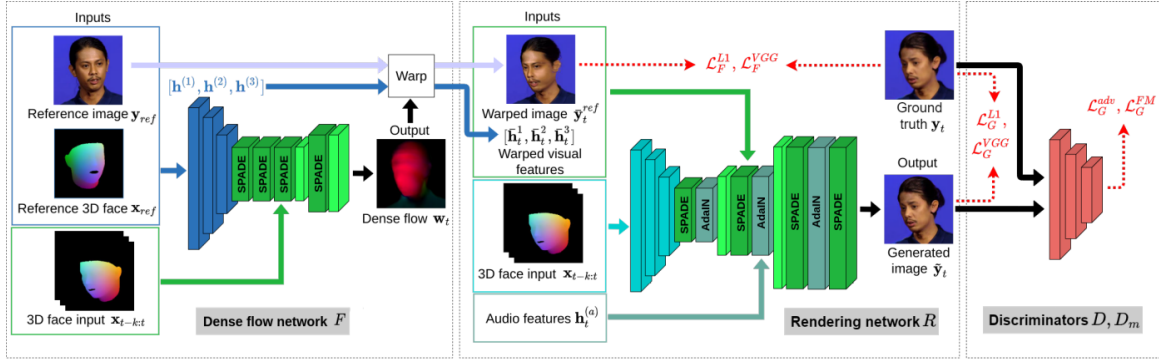 Inputs
Reference image y_ref
Reference 3D face x_ref
3D face input x_{t-k:t}
[h^{(1)}, h^{(2)}, h^{(3)}]
SPADE
SPADE
SPADE
SPADE
Warp
Output
Dense flow w_t
Dense flow network F
Inputs
Warped image ȳ_t^{ref}
[h̄_t^1, h̄_t^2, h̄_t^3]
Warped visual
features
3D face input x_{t-k:t}
Audio features h_t^{(a)}
SPADE
AdaIN
SPADE
AdaIN
SPADE
AdaIN
SPADE
Rendering network R
ℒ_F^{L1}, ℒ_F^{VGG}
Ground
truth y_t
Output
Generated
image ỹ_t
ℒ_G^{L1},
ℒ_G^{VGG}
ℒ_G^{adv}, ℒ_G^{FM}
Discriminators D, D_m